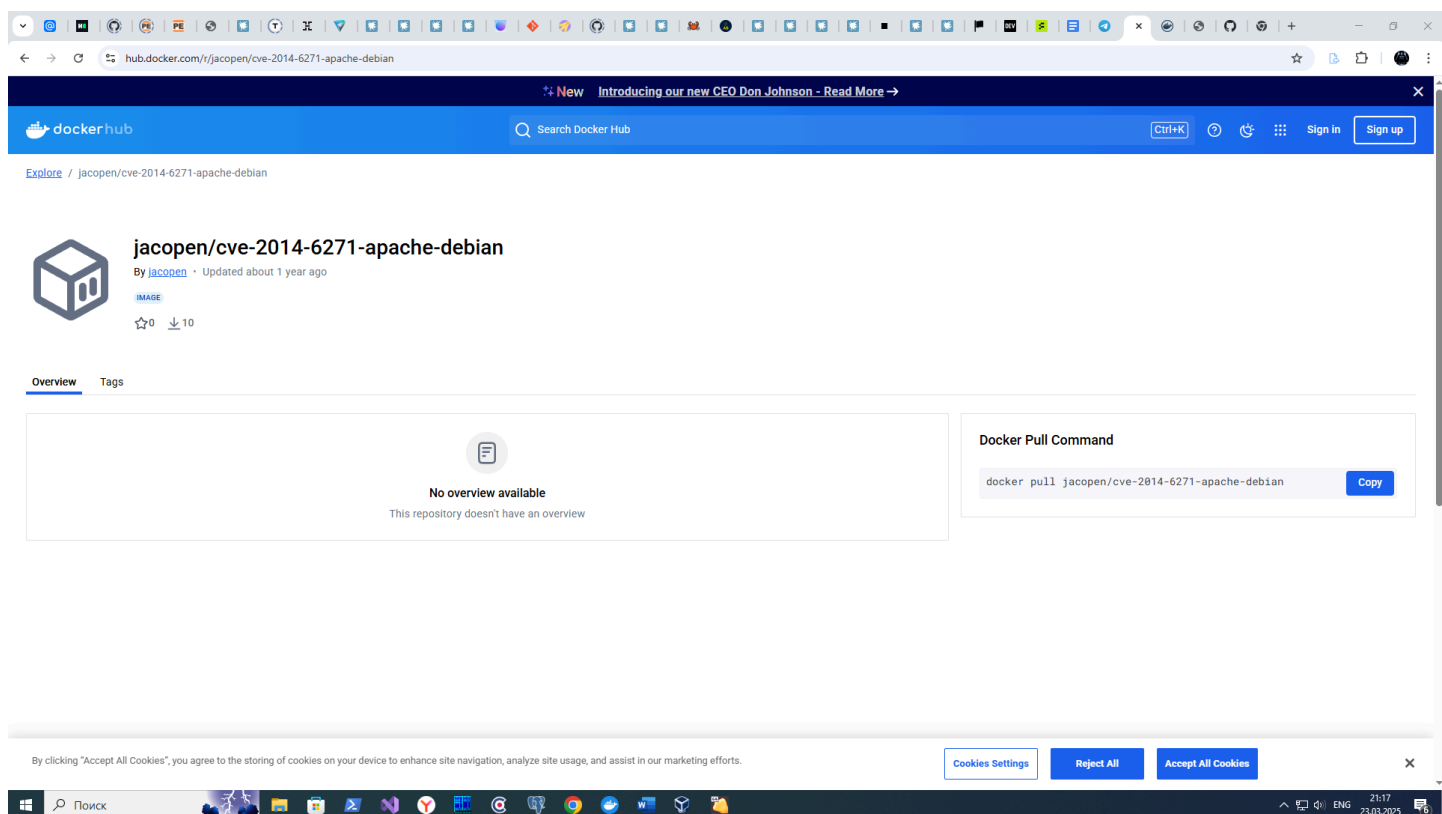 hub.docker.com/r/jacopen/cve-2014-6271-apache-debian
New Introducing our new CEO Don Johnson - Read More →
dockerhub
Search Docker Hub
Ctrl+K
Sign in
Sign up
Explore / jacopen/cve-2014-6271-apache-debian
jacopen/cve-2014-6271-apache-debian
By jacopen • Updated about 1 year ago
IMAGE
0 10
Overview Tags
No overview available
This repository doesn't have an overview
Docker Pull Command
docker pull jacopen/cve-2014-6271-apache-debian
Copy
By clicking "Accept All Cookies", you agree to the storing of cookies on your device to enhance site navigation, analyze site usage, and assist in our marketing efforts.
Cookies Settings
Reject All
Accept All Cookies
Поиск
ENG
21:17
23.03.2025